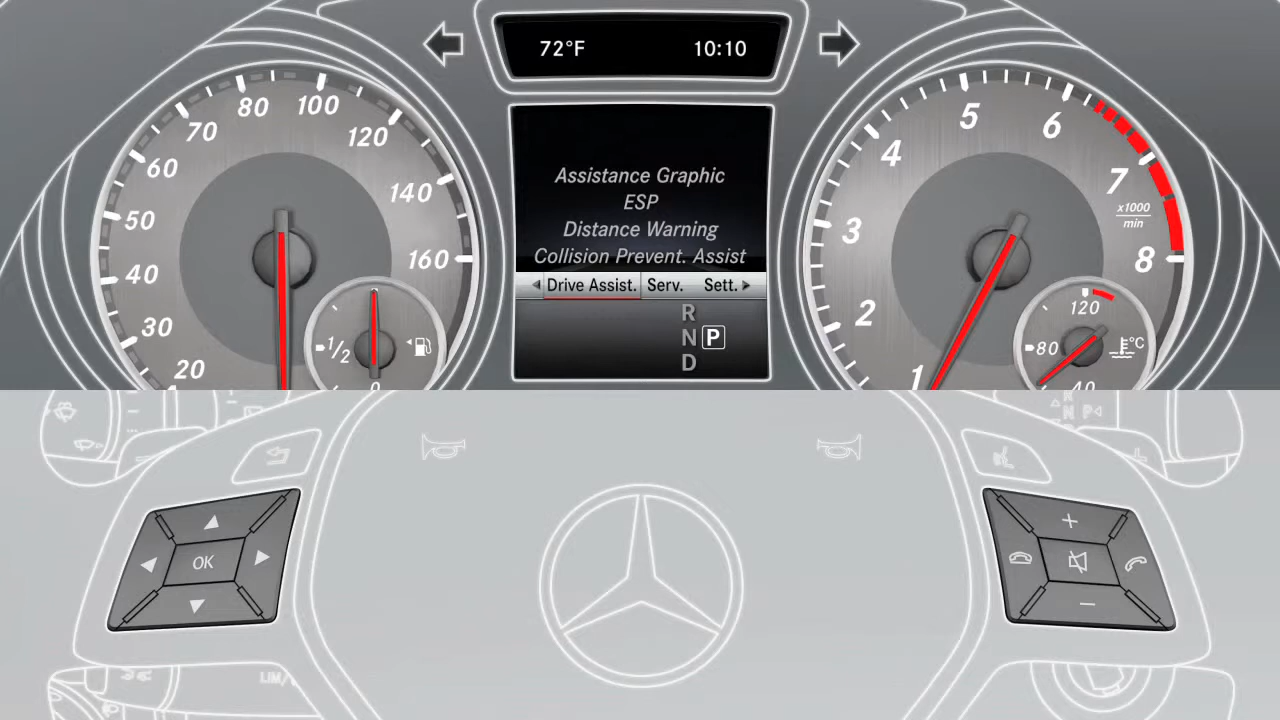 72°F 10:10
80 100
70 120
60 140
50 160
40
30
20
1/2
0
Assistance Graphic
ESP
Distance Warning
Collision Prevent. Assist
Drive Assist. Serv. Sett.
R
N P
D
5 6
4 7
3 x1000
min
8
2
1
120
80 °C
40
R
N P
OK
+
−
LIM